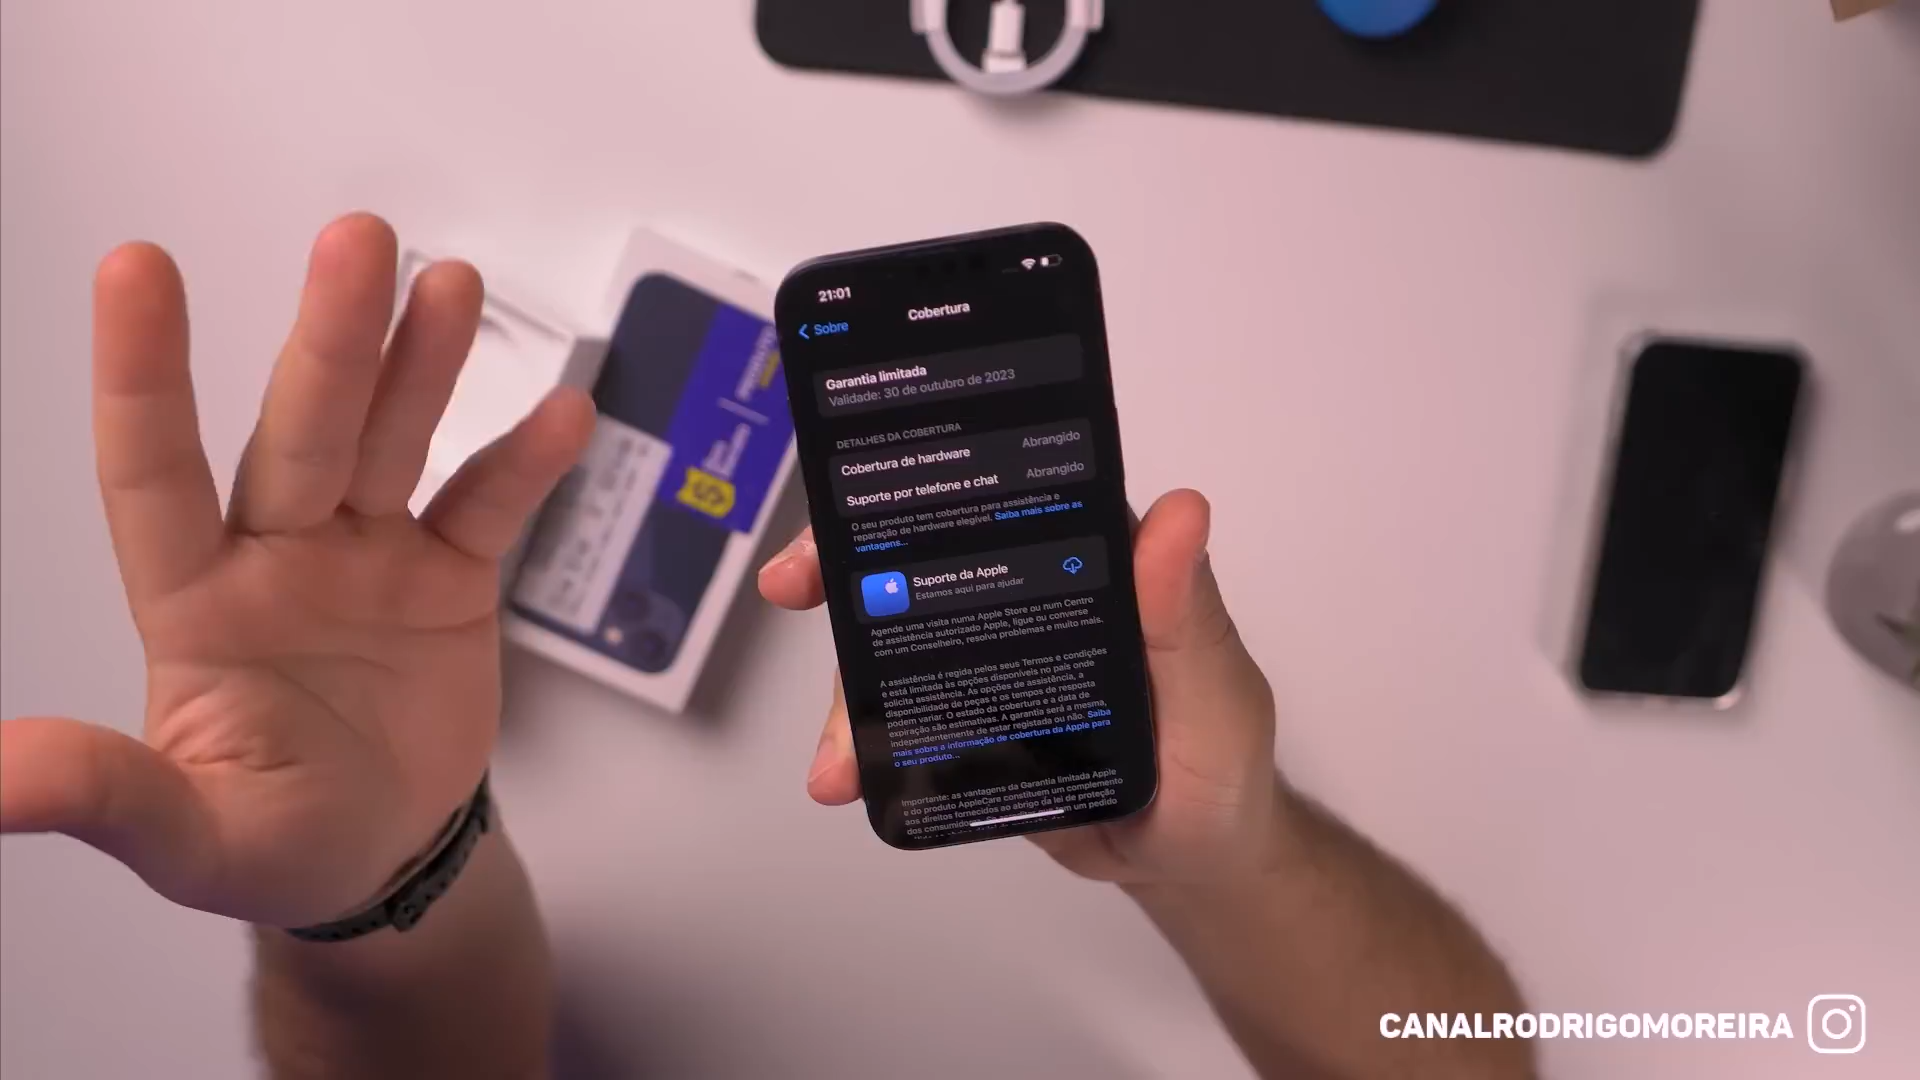 21:01
Sobre
Cobertura
Garantia limitada
Validade: 30 de outubro de 2023
DETALHES DA COBERTURA
Cobertura de hardware
Abrangido
Suporte por telefone e chat
Abrangido
O seu produto tem cobertura para assistência e
reparação de hardware elegível. Saiba mais sobre as
vantagens...
Suporte da Apple
Estamos aqui para ajudar
Agende uma visita numa Apple Store ou num Centro
de assistência autorizado Apple, ligue ou converse
com um Conselheiro, resolva problemas e muito mais.
A assistência é regida pelos seus Termos e condições
e está limitada às opções disponíveis no país onde
solicita assistência. As opções de assistência, a
disponibilidade de peças e os tempos de resposta
podem variar. O estado da cobertura e a data de
expiração são estimativas. A garantia será a mesma,
independentemente de estar registada ou não. Saiba
mais sobre a informação de cobertura da Apple para
o seu produto...
Importante: as vantagens da Garantia limitada Apple
e do produto AppleCare constituem um complemento
aos direitos fornecidos ao abrigo da lei de proteção
dos consumidores. um pedido
CANALRODRIGOMOREIRA